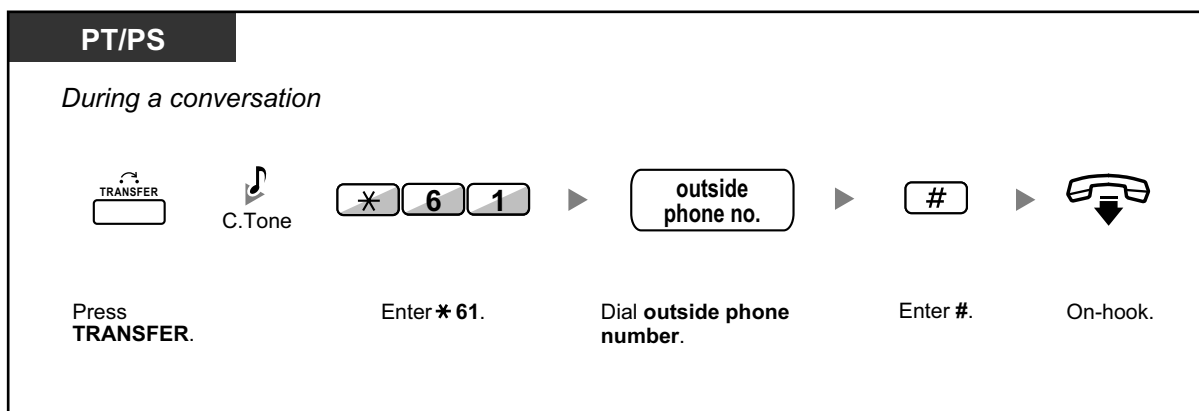 PT/PS
During a conversation
TRANSFER
C.Tone
* 6 1
outside
phone no.
#
Press
TRANSFER.
Enter * 61.
Dial outside phone
number.
Enter #.
On-hook.